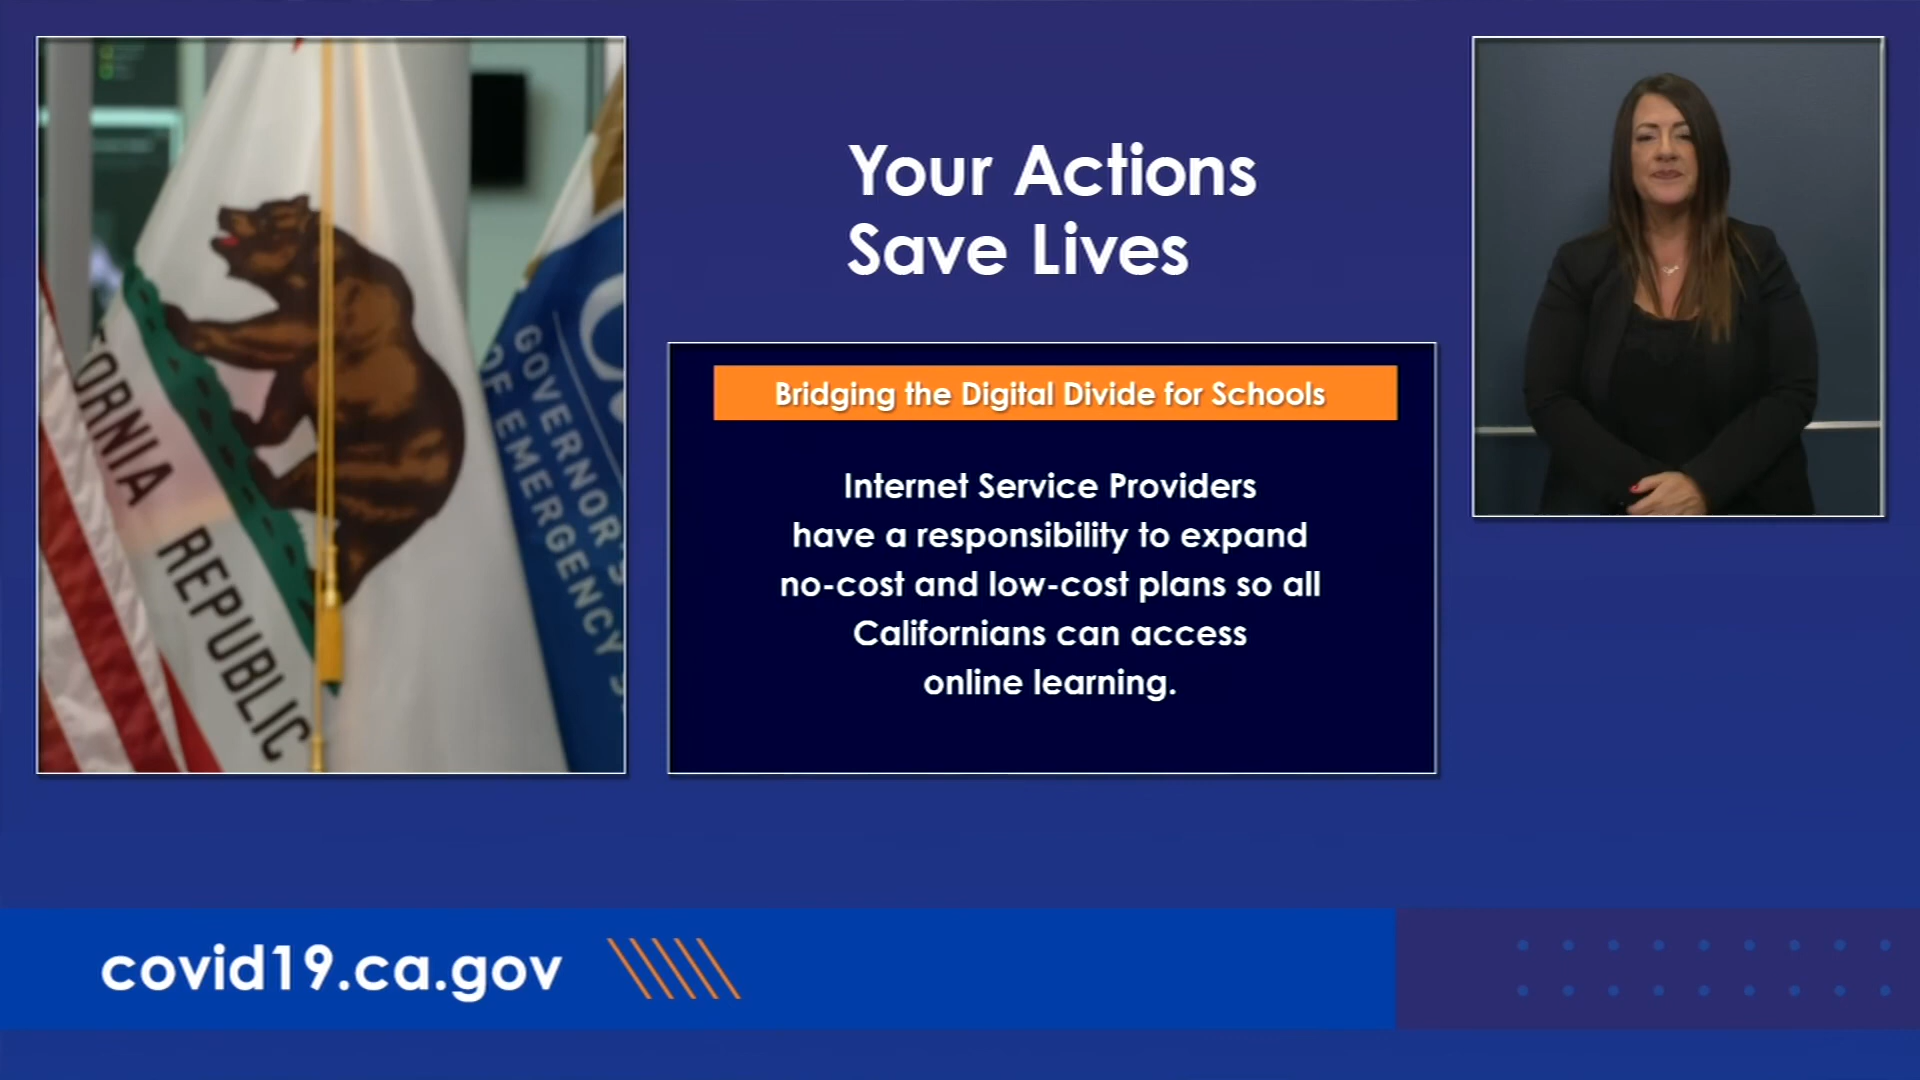 Your Actions
Save Lives
Bridging the Digital Divide for Schools
Internet Service Providers
have a responsibility to expand
no-cost and low-cost plans so all
Californians can access
online learning.
REPUBLIC
GOVERNOR'S
OF EMERGENCY
covid19.ca.gov